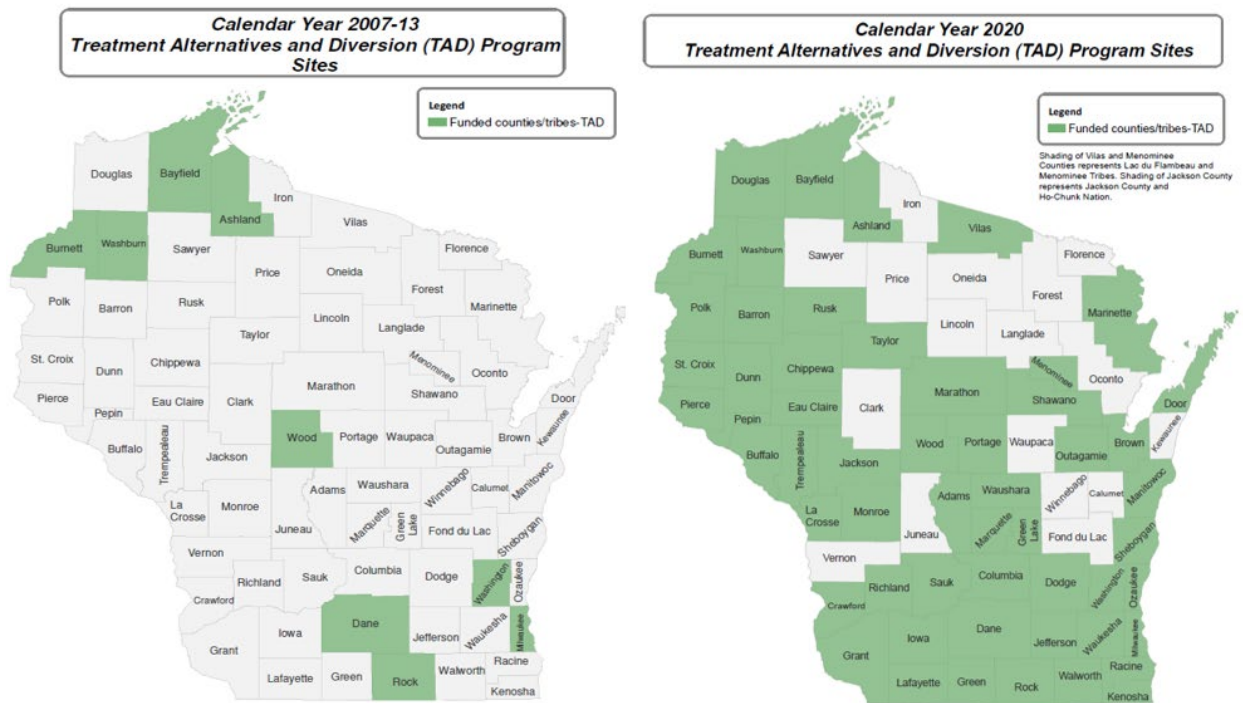 Calendar Year 2007-13
Treatment Alternatives and Diversion (TAD) Program
Sites
Legend
Funded counties/tribes-TAD
Douglas
Bayfield
Ashland
Iron
Vilas
Burnett
Washburn
Sawyer
Florence
Price
Oneida
Forest
Polk
Barron
Rusk
Marinette
Lincoln
Langlade
Taylor
St. Croix
Dunn
Chippewa
Menominee
Oconto
Marathon
Shawano
Pierce
Pepin
Eau Claire
Clark
Door
Kewaunee
Buffalo
Trempealeau
Wood
Portage
Waupaca
Outagamie
Brown
Jackson
Adams
Waushara
Winnebago
Calumet
Manitowoc
La
Crosse
Monroe
Juneau
Marquette
Green
Lake
Fond du Lac
Sheboygan
Vernon
Richland
Sauk
Columbia
Dodge
Washington
Ozaukee
Crawford
Iowa
Dane
Jefferson
Waukesha
Milwaukee
Grant
Lafayette
Green
Rock
Walworth
Racine
Kenosha
Calendar Year 2020
Treatment Alternatives and Diversion (TAD) Program Sites
Legend
Funded counties/tribes-TAD
Shading of Vilas and Menominee
Counties represents Lac du Flambeau and
Menominee Tribes. Shading of Jackson County
represents Jackson County and
Ho-Chunk Nation.
Douglas
Bayfield
Ashland
Iron
Vilas
Burnett
Washburn
Sawyer
Florence
Price
Oneida
Forest
Polk
Barron
Rusk
Marinette
Lincoln
Langlade
Taylor
St. Croix
Dunn
Chippewa
Menominee
Oconto
Marathon
Shawano
Pierce
Pepin
Eau Claire
Clark
Door
Kewaunee
Buffalo
Trempealeau
Wood
Portage
Waupaca
Outagamie
Brown
Jackson
Adams
Waushara
Winnebago
Calumet
Manitowoc
La
Crosse
Monroe
Juneau
Marquette
Green
Lake
Fond du Lac
Sheboygan
Vernon
Richland
Sauk
Columbia
Dodge
Washington
Ozaukee
Crawford
Iowa
Dane
Jefferson
Waukesha
Milwaukee
Grant
Lafayette
Green
Rock
Walworth
Racine
Kenosha